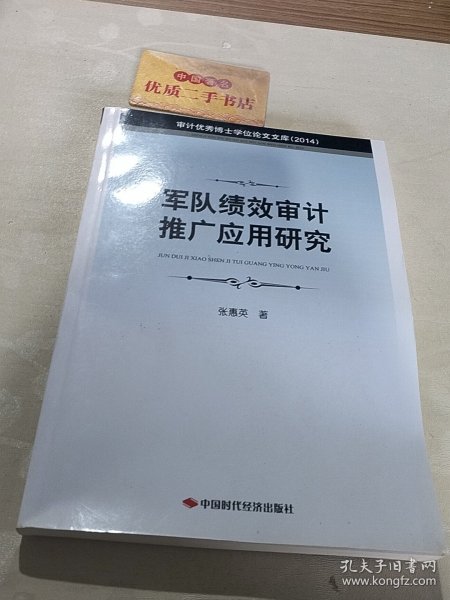 中国著名
优质二手书店
审计优秀博士学位论文文库(2014)
军队绩效审计
推广应用研究
JUN DUI JI XIAO SHEN JI TUI GUANG YING YONG YAN JIU
张惠英 著
中国时代经济出版社
孔夫子旧书网
www.kongfz.com